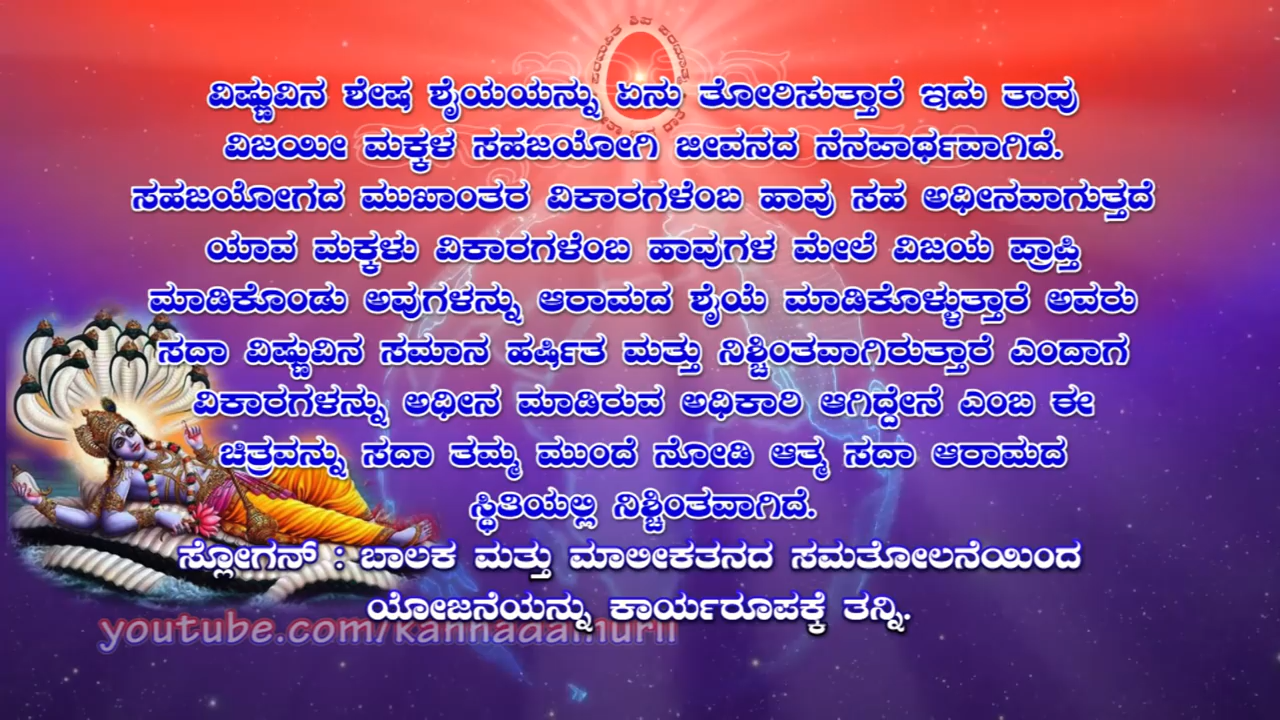 ವಿಷ್ಣುವಿನ ಶೇಷ ಶೈಯಯನ್ನು ಏನು ತೋರಿಸುತ್ತಾರೆ ಇದು ತಾವು
ವಿಜಯೀ ಮಕ್ಕಳ ಸಹಜಯೋಗಿ ಜೀವನದ ನೆನಪಾರ್ಥವಾಗಿದೆ.
ಸಹಜಯೋಗದ ಮುಖಾಂತರ ವಿಕಾರಗಳೆಂಬ ಹಾವು ಸಹ ಅಧೀನವಾಗುತ್ತದೆ
ಯಾವ ಮಕ್ಕಳು ವಿಕಾರಗಳೆಂಬ ಹಾವುಗಳ ಮೇಲೆ ವಿಜಯ ಪ್ರಾಪ್ತಿ
ಮಾಡಿಕೊಂಡು ಅವುಗಳನ್ನು ಆರಾಮದ ಶೈಯೆ ಮಾಡಿಕೊಳ್ಳುತ್ತಾರೆ ಅವರು
ಸದಾ ವಿಷ್ಣುವಿನ ಸಮಾನ ಹರ್ಷಿತ ಮತ್ತು ನಿಶ್ಚಿಂತವಾಗಿರುತ್ತಾರೆ ಎಂದಾಗ
ವಿಕಾರಗಳನ್ನು ಅಧೀನ ಮಾಡಿರುವ ಅಧಿಕಾರಿ ಆಗಿದ್ದೇನೆ ಎಂಬ ಈ
ಚಿತ್ರವನ್ನು ಸದಾ ತಮ್ಮ ಮುಂದೆ ನೋಡಿ ಆತ್ಮ ಸದಾ ಆರಾಮದ
ಸ್ಥಿತಿಯಲ್ಲಿ ನಿಶ್ಚಿಂತವಾಗಿದೆ.
ಸ್ಲೋಗನ್ : ಬಾಲಕ ಮತ್ತು ಮಾಲೀಕತನದ ಸಮತೋಲನೆಯಿಂದ
ಯೋಜನೆಯನ್ನು ಕಾರ್ಯರೂಪಕ್ಕೆ ತನ್ನಿ.
youtube.com/kannadamurli